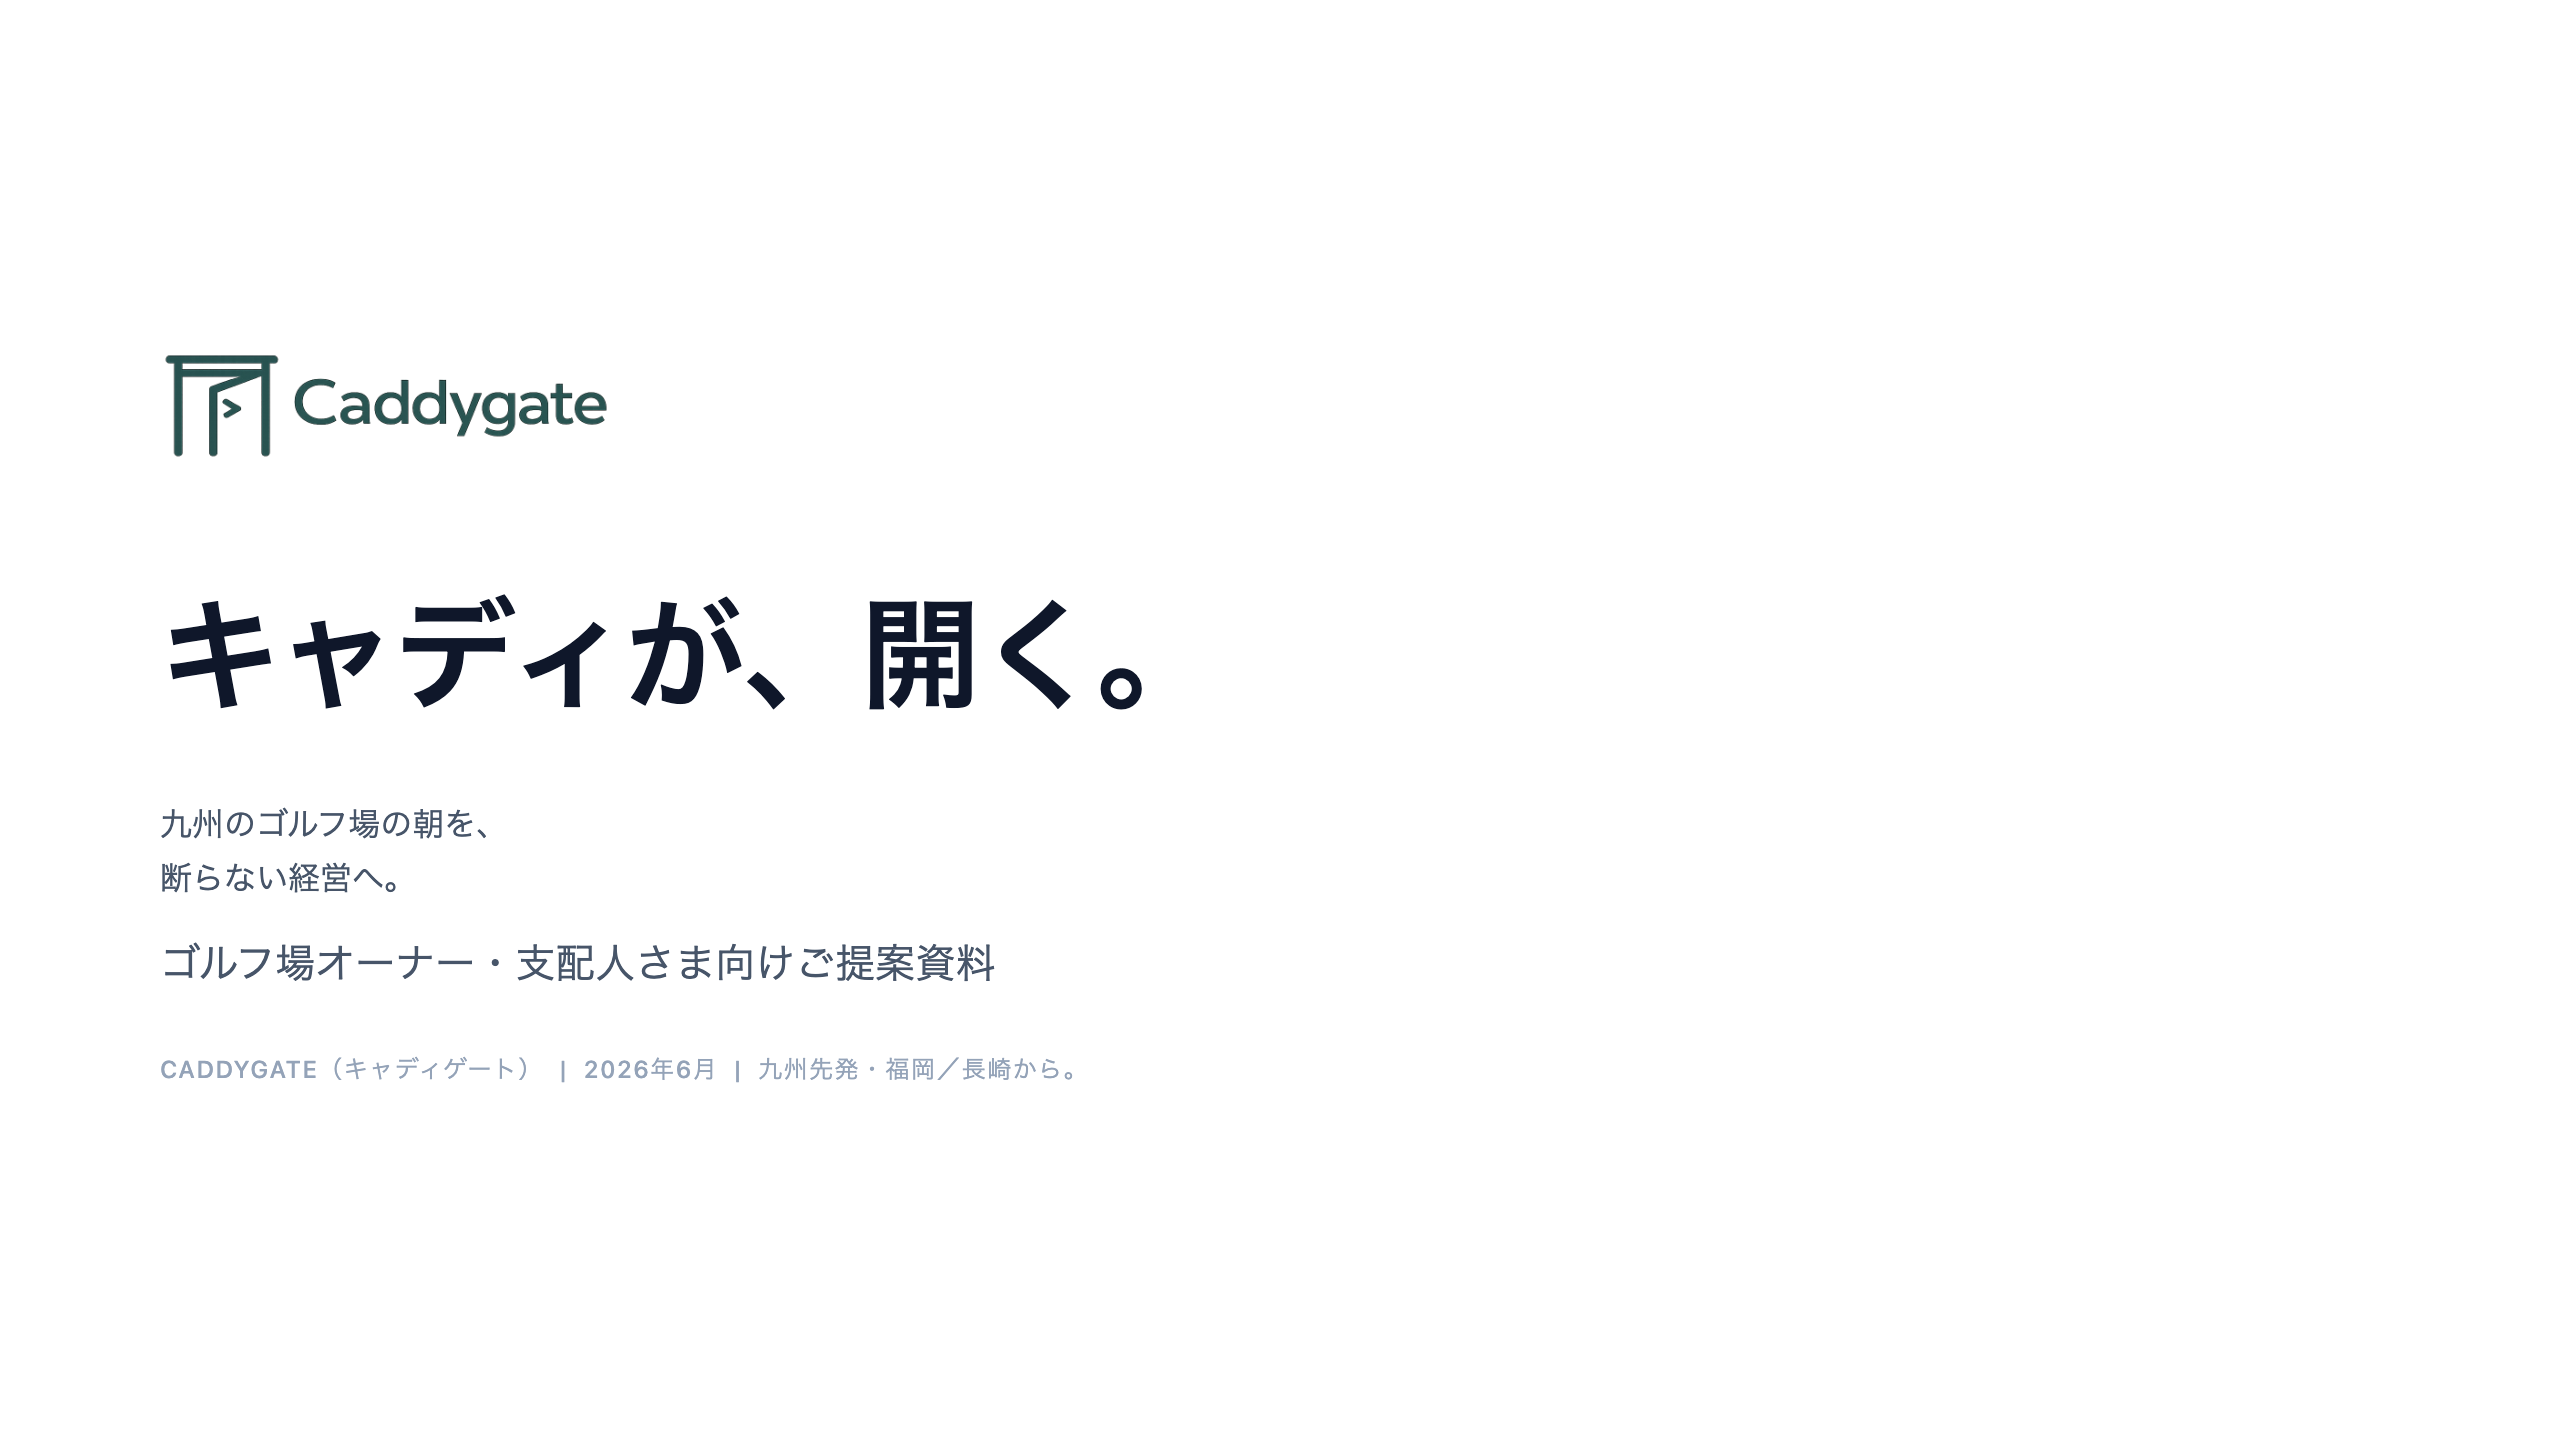 Caddygate
キャディが、開く。
九州のゴルフ場の朝を、
断らない経営へ。
ゴルフ場オーナー・支配人さま向けご提案資料
CADDYGATE（キャディゲート） | 2026年6月 | 九州先発・福岡／長崎から。